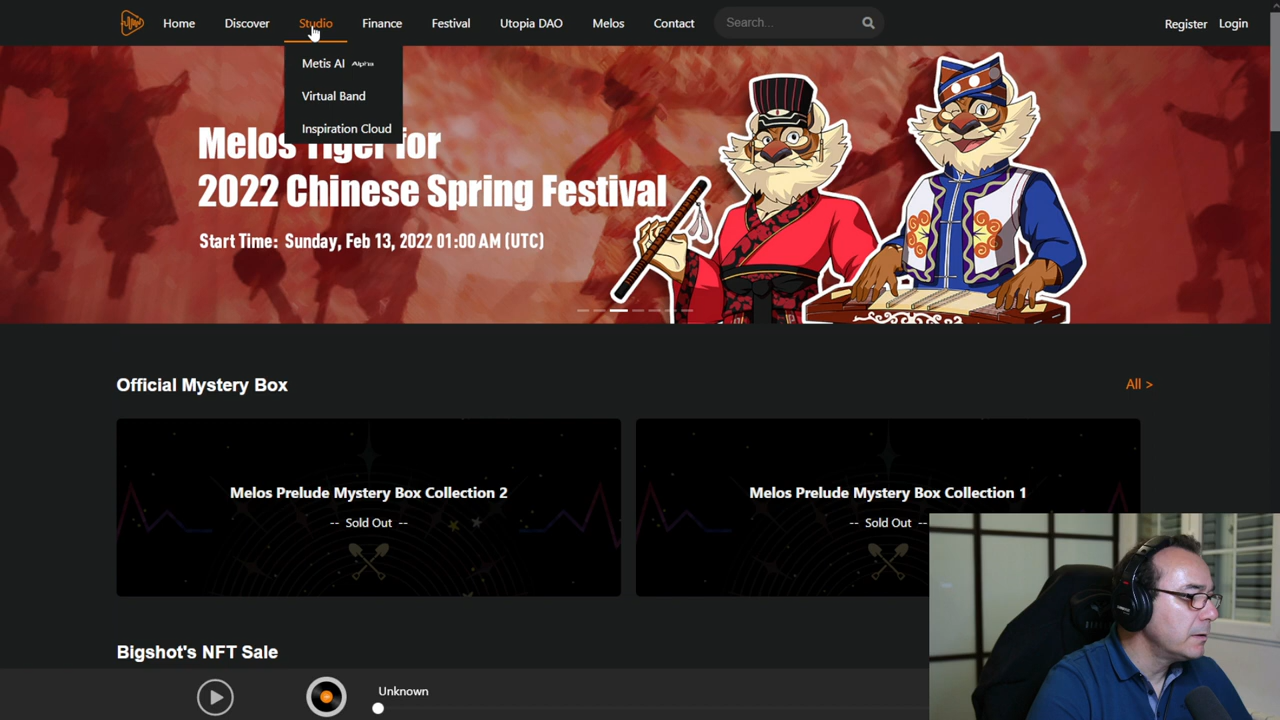 Home Discover Studio Finance Festival Utopia DAO Melos Contact Search... Register Login
Metis AI Alpha
Virtual Band
Inspiration Cloud
Melos Tiger for
2022 Chinese Spring Festival
Start Time: Sunday, Feb 13, 2022 01:00 AM (UTC)
Official Mystery Box All >
Melos Prelude Mystery Box Collection 2
-- Sold Out --
Melos Prelude Mystery Box Collection 1
-- Sold Out --
Bigshot's NFT Sale
Unknown